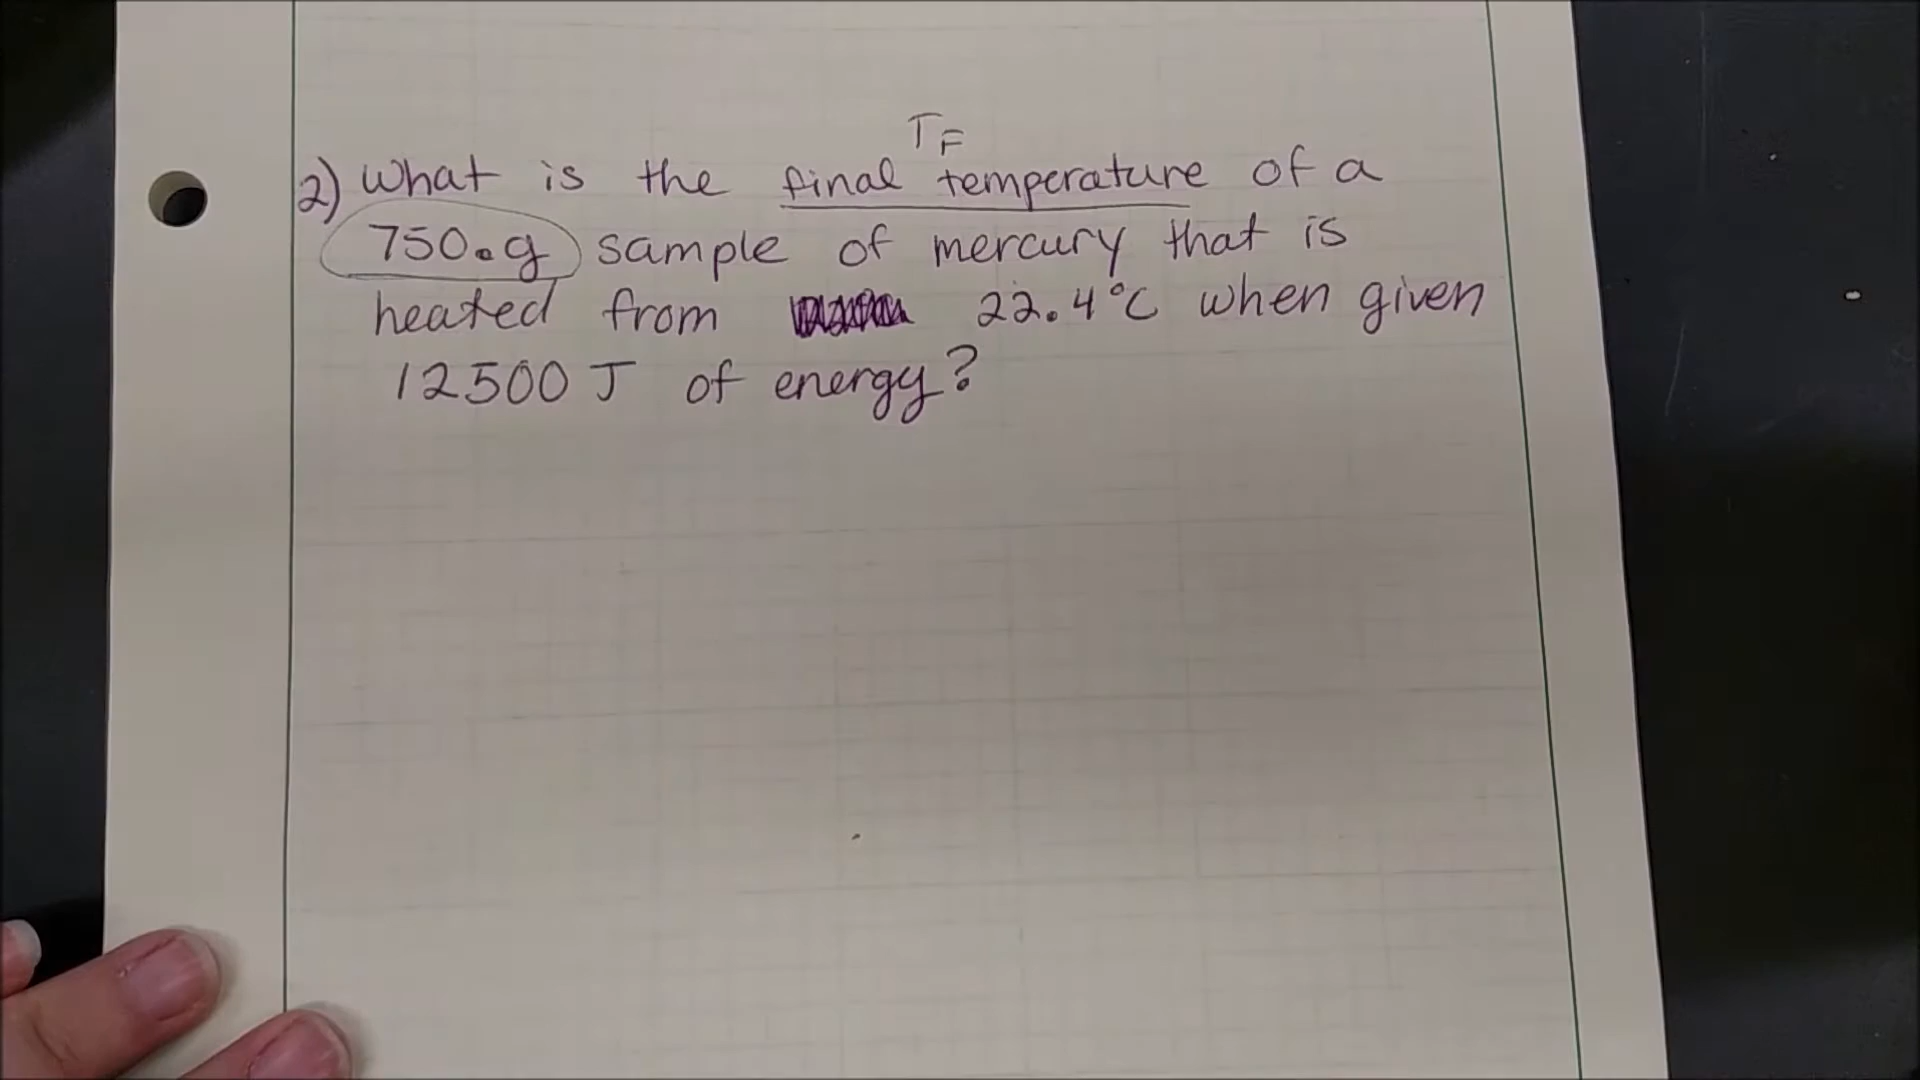 TF
2) What is the final temperature of a
750.g sample of mercury that is
heated from 22.4°C when given
12500 J of energy?